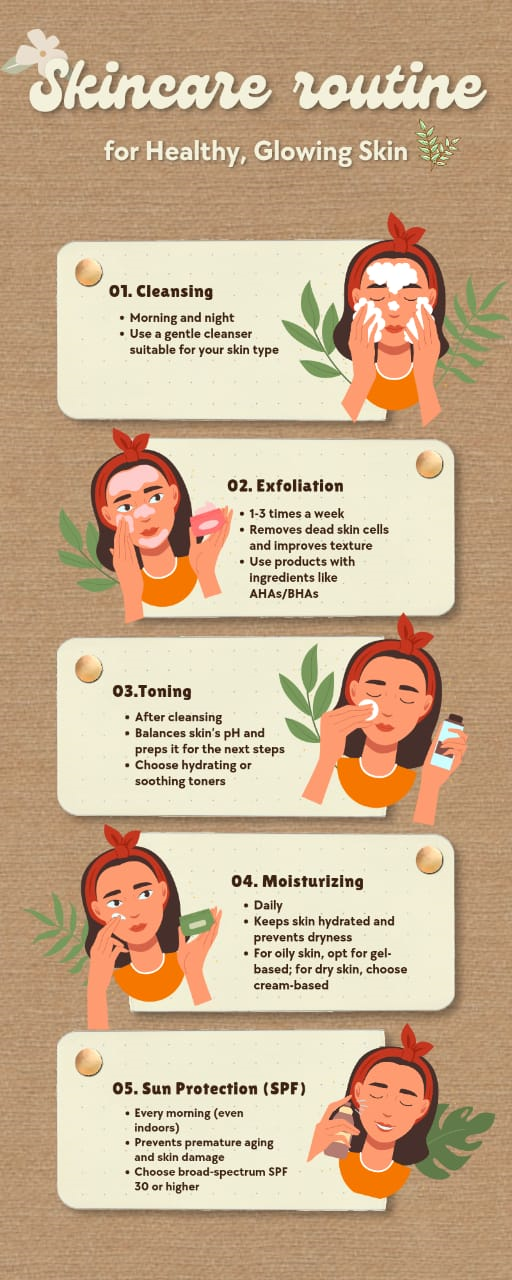 Skincare routine
for Healthy, Glowing Skin
01. Cleansing
• Morning and night
• Use a gentle cleanser
suitable for your skin type
02. Exfoliation
• 1-3 times a week
• Removes dead skin cells
and improves texture
• Use products with
ingredients like
AHAs/BHAs
03.Toning
• After cleansing
• Balances skin's pH and
preps it for the next steps
• Choose hydrating or
soothing toners
04. Moisturizing
• Daily
• Keeps skin hydrated and
prevents dryness
• For oily skin, opt for gel-
based; for dry skin, choose
cream-based
05. Sun Protection (SPF)
• Every morning (even
indoors)
• Prevents premature aging
and skin damage
• Choose broad-spectrum SPF
30 or higher